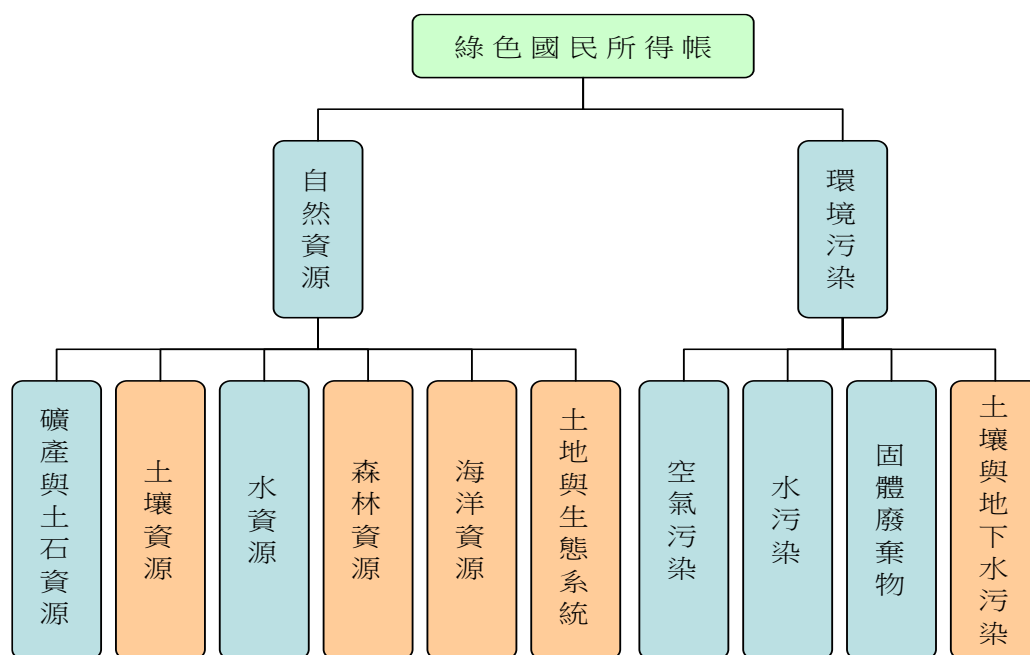 綠色國民所得帳
自然資源
環境污染
礦產與土石資源
土壤資源
水資源
森林資源
海洋資源
土地與生態系統
空氣污染
水污染
固體廢棄物
土壤與地下水污染